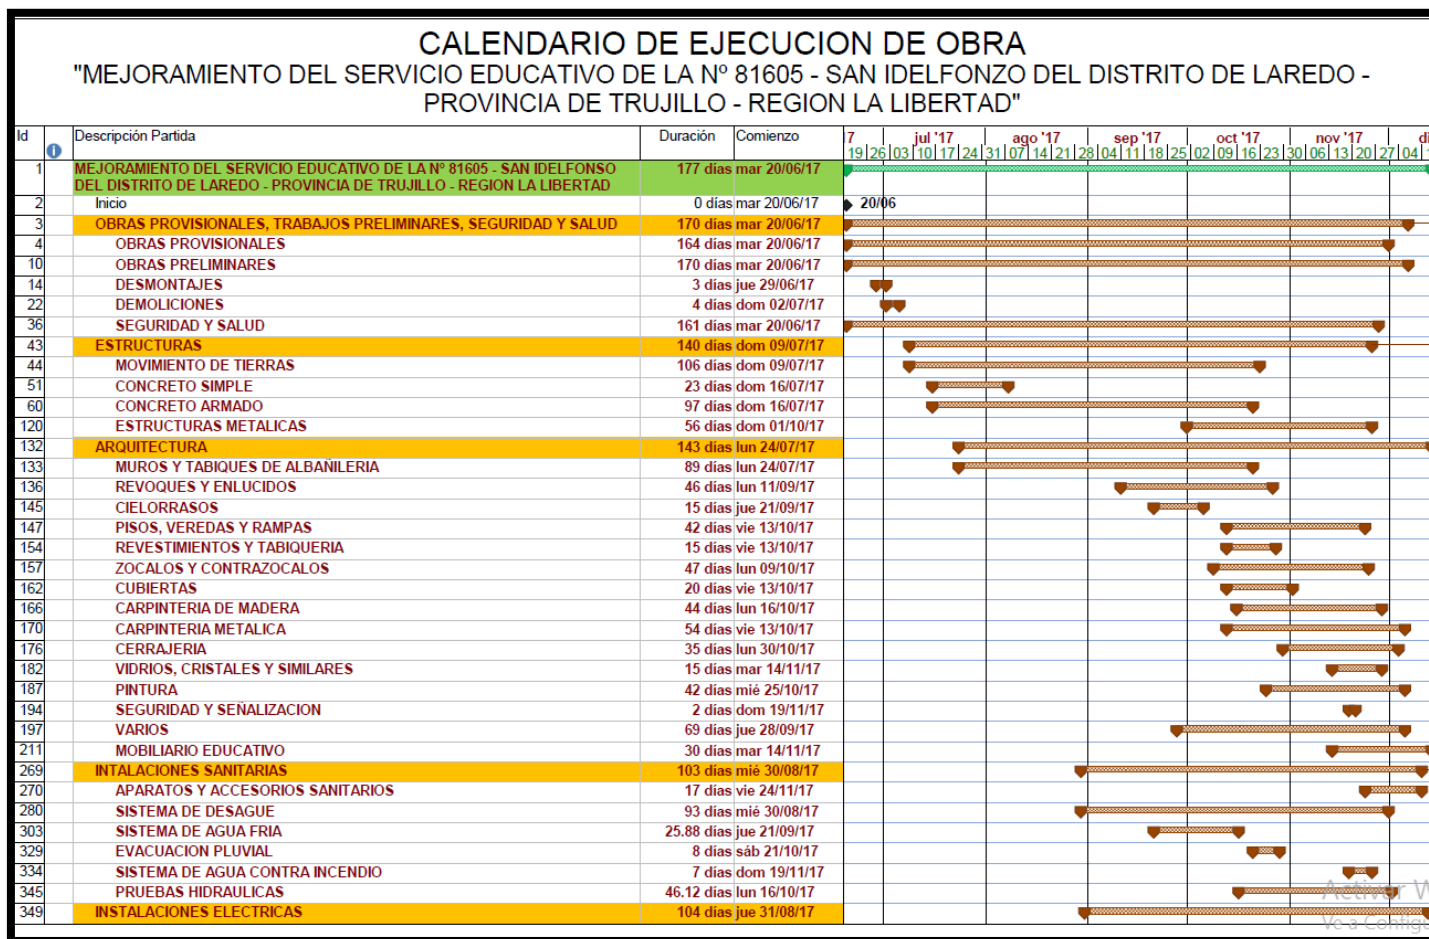 CALENDARIO DE EJECUCION DE OBRA
"MEJORAMIENTO DEL SERVICIO EDUCATIVO DE LA Nº 81605 - SAN IDELFONZO DEL DISTRITO DE LAREDO -
PROVINCIA DE TRUJILLO - REGION LA LIBERTAD"
Id Descripción Partida Duración Comienzo 17 jul '17 ago '17 sep '17 oct '17 nov '17
19 26 03 10 17 24 31 07 14 21 28 04 11 18 25 02 09 16 23 30 06 13 20 27 04
1 MEJORAMIENTO DEL SERVICIO EDUCATIVO DE LA Nº 81605 - SAN IDELFONSO 177 días mar 20/06/17
DEL DISTRITO DE LAREDO - PROVINCIA DE TRUJILLO - REGION LA LIBERTAD
2 Inicio 0 días mar 20/06/17 20/06
3 OBRAS PROVISIONALES, TRABAJOS PRELIMINARES, SEGURIDAD Y SALUD 170 días mar 20/06/17
4 OBRAS PROVISIONALES 164 días mar 20/06/17
10 OBRAS PRELIMINARES 170 días mar 20/06/17
14 DESMONTAJES 3 días jue 29/06/17
22 DEMOLICIONES 4 días dom 02/07/17
36 SEGURIDAD Y SALUD 161 días mar 20/06/17
43 ESTRUCTURAS 140 días dom 09/07/17
44 MOVIMIENTO DE TIERRAS 106 días dom 09/07/17
51 CONCRETO SIMPLE 23 días dom 16/07/17
60 CONCRETO ARMADO 97 días dom 16/07/17
120 ESTRUCTURAS METALICAS 56 días dom 01/10/17
132 ARQUITECTURA 143 días lun 24/07/17
133 MUROS Y TABIQUES DE ALBAÑILERIA 89 días lun 24/07/17
136 REVOQUES Y ENLUCIDOS 46 días lun 11/09/17
145 CIELORRASOS 15 días jue 21/09/17
147 PISOS, VEREDAS Y RAMPAS 42 días vie 13/10/17
154 REVESTIMIENTOS Y TABIQUERIA 15 días vie 13/10/17
157 ZOCALOS Y CONTRAZOCALOS 47 días lun 09/10/17
162 CUBIERTAS 20 días vie 13/10/17
166 CARPINTERIA DE MADERA 44 días lun 16/10/17
170 CARPINTERIA METALICA 54 días vie 13/10/17
176 CERRAJERIA 35 días lun 30/10/17
182 VIDRIOS, CRISTALES Y SIMILARES 15 días mar 14/11/17
187 PINTURA 42 días mié 25/10/17
194 SEGURIDAD Y SEÑALIZACION 2 días dom 19/11/17
197 VARIOS 69 días jue 28/09/17
211 MOBILIARIO EDUCATIVO 30 días mar 14/11/17
269 INTALACIONES SANITARIAS 103 días mié 30/08/17
270 APARATOS Y ACCESORIOS SANITARIOS 17 días vie 24/11/17
280 SISTEMA DE DESAGUE 93 días mié 30/08/17
303 SISTEMA DE AGUA FRIA 25.88 días jue 21/09/17
329 EVACUACION PLUVIAL 8 días sáb 21/10/17
334 SISTEMA DE AGUA CONTRA INCENDIO 7 días dom 19/11/17
345 PRUEBAS HIDRAULICAS 46.12 días lun 16/10/17
349 INSTALACIONES ELECTRICAS 104 días jue 31/08/17
Activar W
Ve a Configu